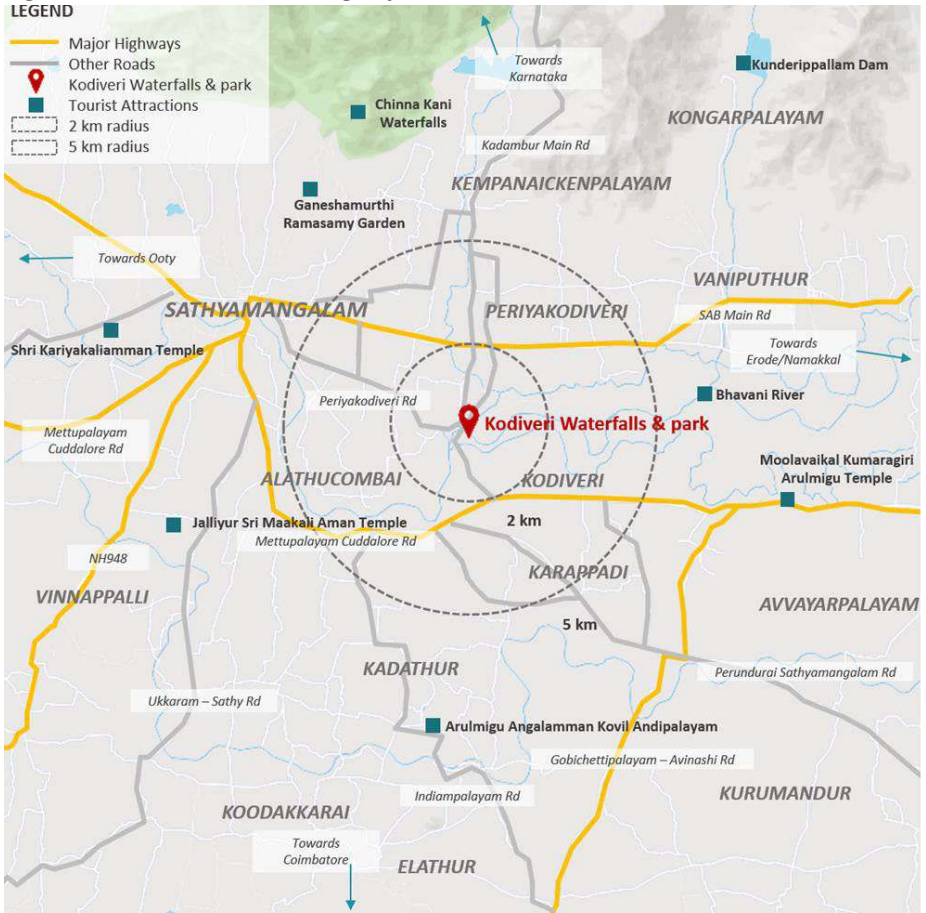 LEGEND
Major Highways
Other Roads
Kodiveri Waterfalls & park
Tourist Attractions
2 km radius
5 km radius
Towards
Karnataka
Kunderippallam Dam
Chinna Kani
Waterfalls
KONGARPALAYAM
Kadambur Main Rd
KEMPANAICKENPALAYAM
Ganeshamurthi
Ramasamy Garden
Towards Ooty
VANIPUTHUR
SATHYAMANGALAM
PERIYAKODIVERI
SAB Main Rd
Shri Kariyakaliamman Temple
Towards
Erode/Namakkal
Periyakodiveri Rd
Bhavani River
Kodiveri Waterfalls & park
Mettupalayam
Cuddalore Rd
Moolavaikal Kumaragiri
Arulmigu Temple
ALATHUCOMBAI
KODIVERI
Jalliyur Sri Maakali Aman Temple
2 km
Mettupalayam Cuddalore Rd
NH948
KARAPPADI
VINNAPPALLI
AVVAYARPALAYAM
5 km
KADATHUR
Perundurai Sathyamangalam Rd
Ukkaram – Sathy Rd
Arulmigu Angalamman Kovil Andipalayam
Gobichettipalayam – Avinashi Rd
Indiampalayam Rd
KURUMANDUR
KOODAKKARAI
Towards
Coimbatore
ELATHUR